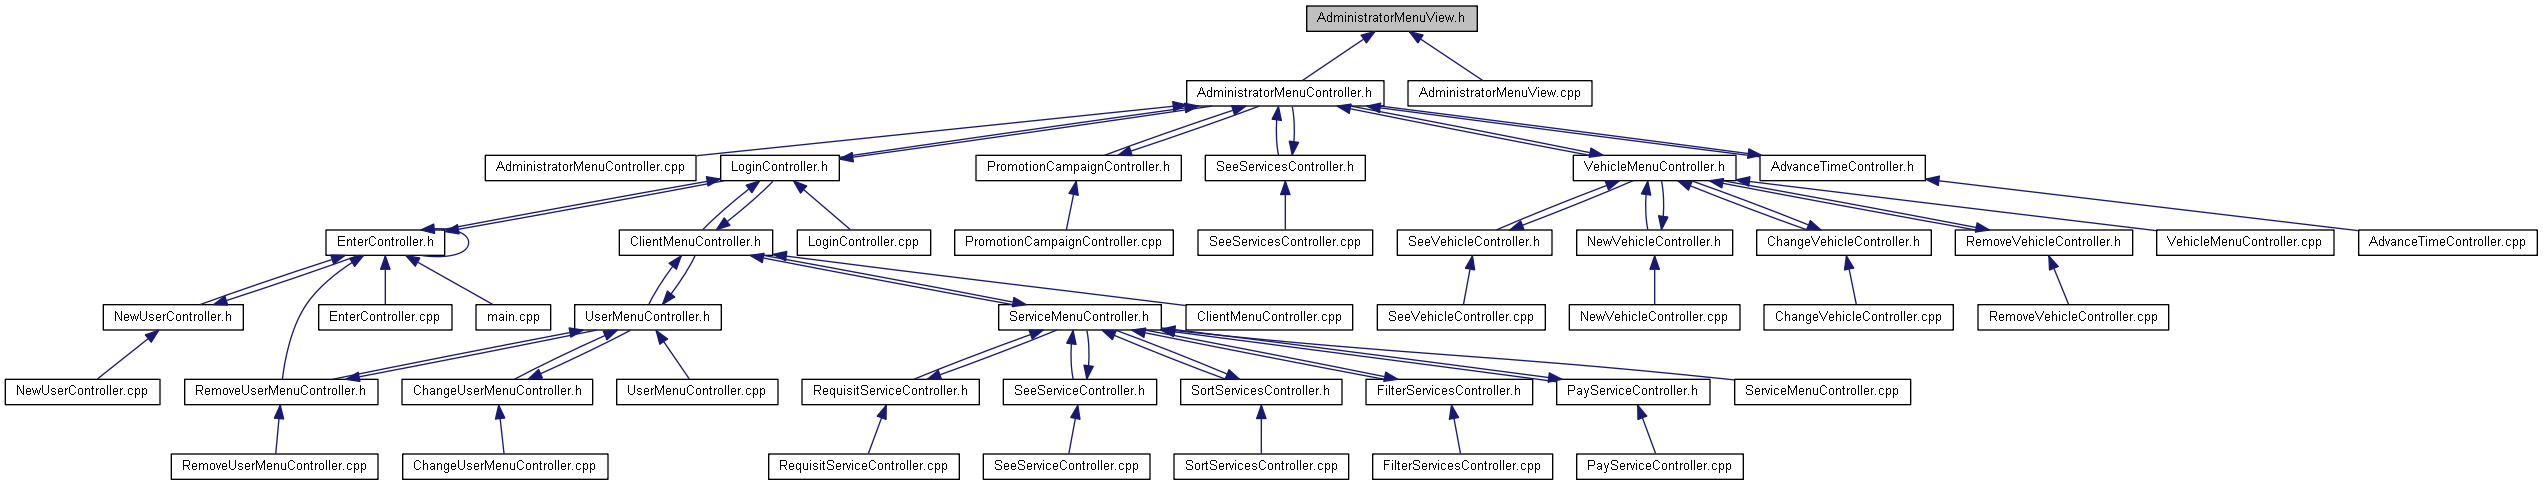 AdministratorMenuView.h
AdministratorMenuController.h
AdministratorMenuView.cpp
AdministratorMenuController.cpp
LoginController.h
PromotionCampaignController.h
SeeServicesController.h
VehicleMenuController.h
AdvanceTimeController.h
EnterController.h
ClientMenuController.h
LoginController.cpp
PromotionCampaignController.cpp
SeeServicesController.cpp
SeeVehicleController.h
NewVehicleController.h
ChangeVehicleController.h
RemoveVehicleController.h
VehicleMenuController.cpp
AdvanceTimeController.cpp
NewUserController.h
EnterController.cpp
main.cpp
UserMenuController.h
ServiceMenuController.h
ClientMenuController.cpp
SeeVehicleController.cpp
NewVehicleController.cpp
ChangeVehicleController.cpp
RemoveVehicleController.cpp
NewUserController.cpp
RemoveUserMenuController.h
ChangeUserMenuController.h
UserMenuController.cpp
RequisitServiceController.h
SeeServiceController.h
SortServicesController.h
FilterServicesController.h
PayServiceController.h
ServiceMenuController.cpp
RemoveUserMenuController.cpp
ChangeUserMenuController.cpp
RequisitServiceController.cpp
SeeServiceController.cpp
SortServicesController.cpp
FilterServicesController.cpp
PayServiceController.cpp